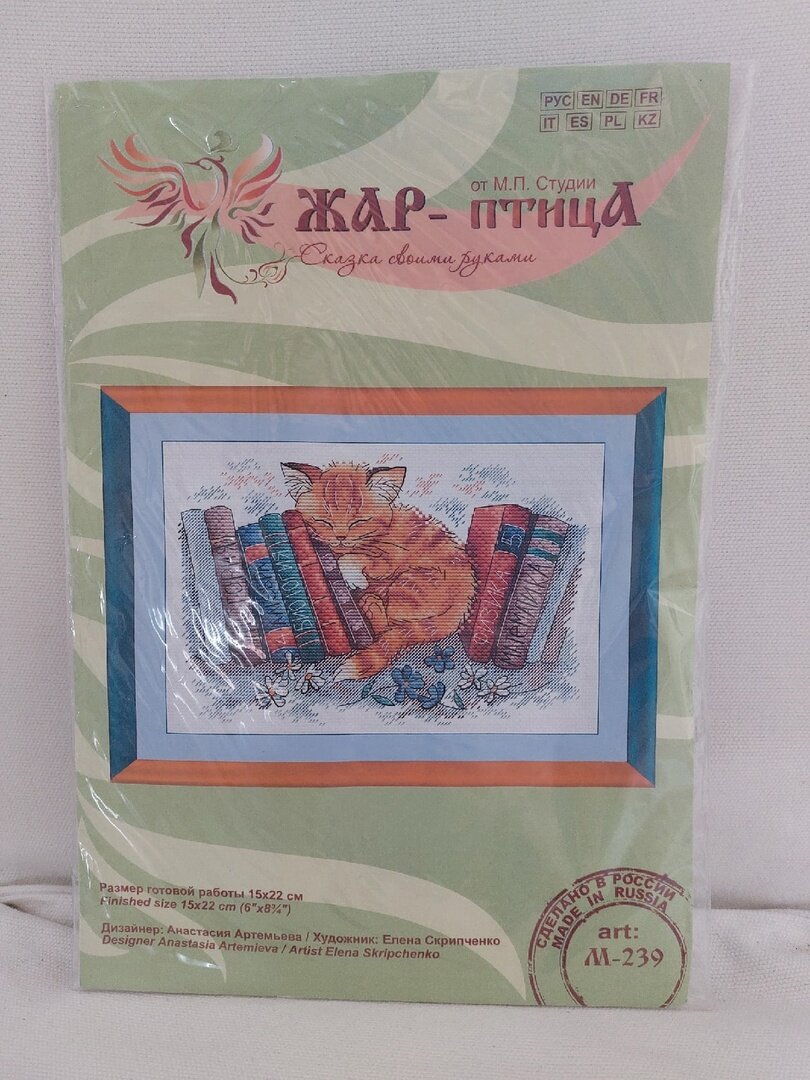 РУС EN DE FR
IT ES PL KZ
от М.П. Студии
ЖАР-ПТИЦА
Сказка своими руками
ФИЗИКА
Размер готовой работы 15x22 см
Finished size 15x22 cm (6"x8¾")
Дизайнер: Анастасия Артемьева / Художник: Елена Скрипченко
Designer Anastasia Artemieva / Artist Elena Skripchenko
СДЕЛАНО В РОССИИ
MADE IN RUSSIA
art:
М-239